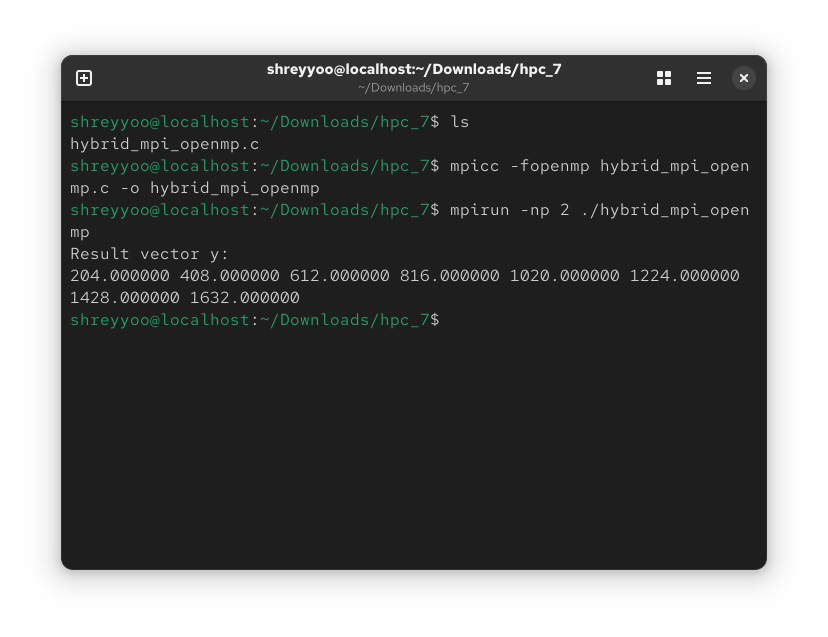 shreyyoo@localhost:~/Downloads/hpc_7
~/Downloads/hpc_7
shreyyoo@localhost:~/Downloads/hpc_7$ ls
hybrid_mpi_openmp.c
shreyyoo@localhost:~/Downloads/hpc_7$ mpicc -fopenmp hybrid_mpi_open
mp.c -o hybrid_mpi_openmp
shreyyoo@localhost:~/Downloads/hpc_7$ mpirun -np 2 ./hybrid_mpi_open
mp
Result vector y:
204.000000 408.000000 612.000000 816.000000 1020.000000 1224.000000
1428.000000 1632.000000
shreyyoo@localhost:~/Downloads/hpc_7$